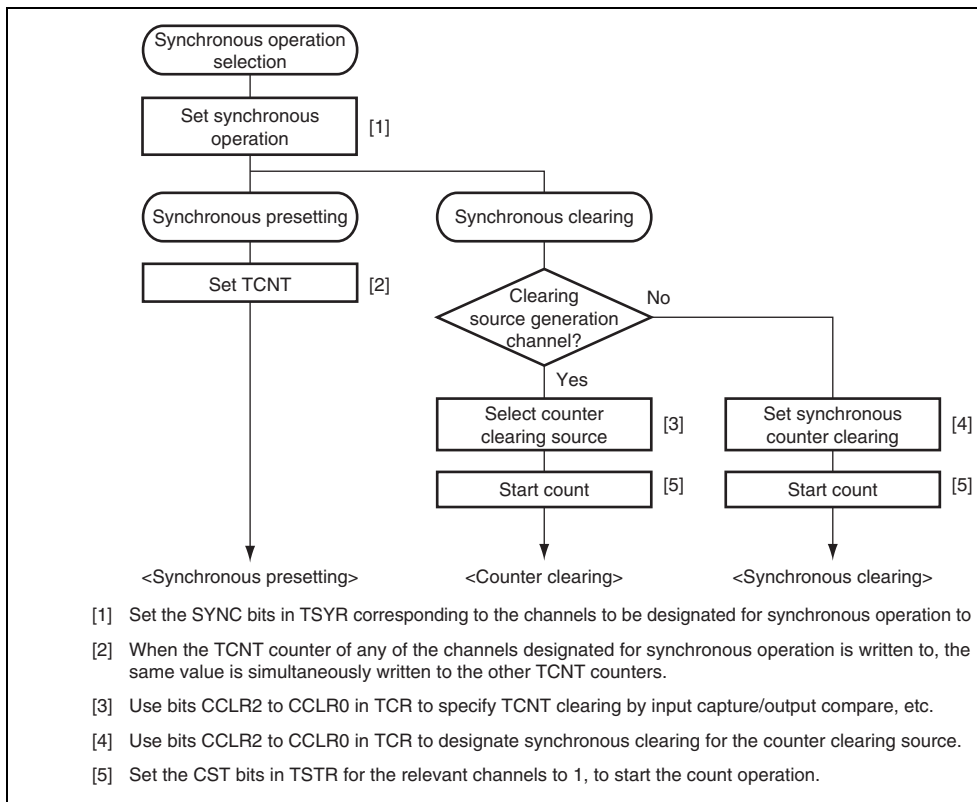 Synchronous operation
selection
Set synchronous
operation
[1]
Synchronous presetting
Synchronous clearing
Set TCNT
[2]
Clearing
source generation
channel?
No
Yes
Select counter
clearing source
[3]
Set synchronous
counter clearing
[4]
Start count
[5]
Start count
[5]
<Synchronous presetting>
<Counter clearing>
<Synchronous clearing>
[1] Set the SYNC bits in TSYR corresponding to the channels to be designated for synchronous operation to
[2] When the TCNT counter of any of the channels designated for synchronous operation is written to, the
same value is simultaneously written to the other TCNT counters.
[3] Use bits CCLR2 to CCLR0 in TCR to specify TCNT clearing by input capture/output compare, etc.
[4] Use bits CCLR2 to CCLR0 in TCR to designate synchronous clearing for the counter clearing source.
[5] Set the CST bits in TSTR for the relevant channels to 1, to start the count operation.